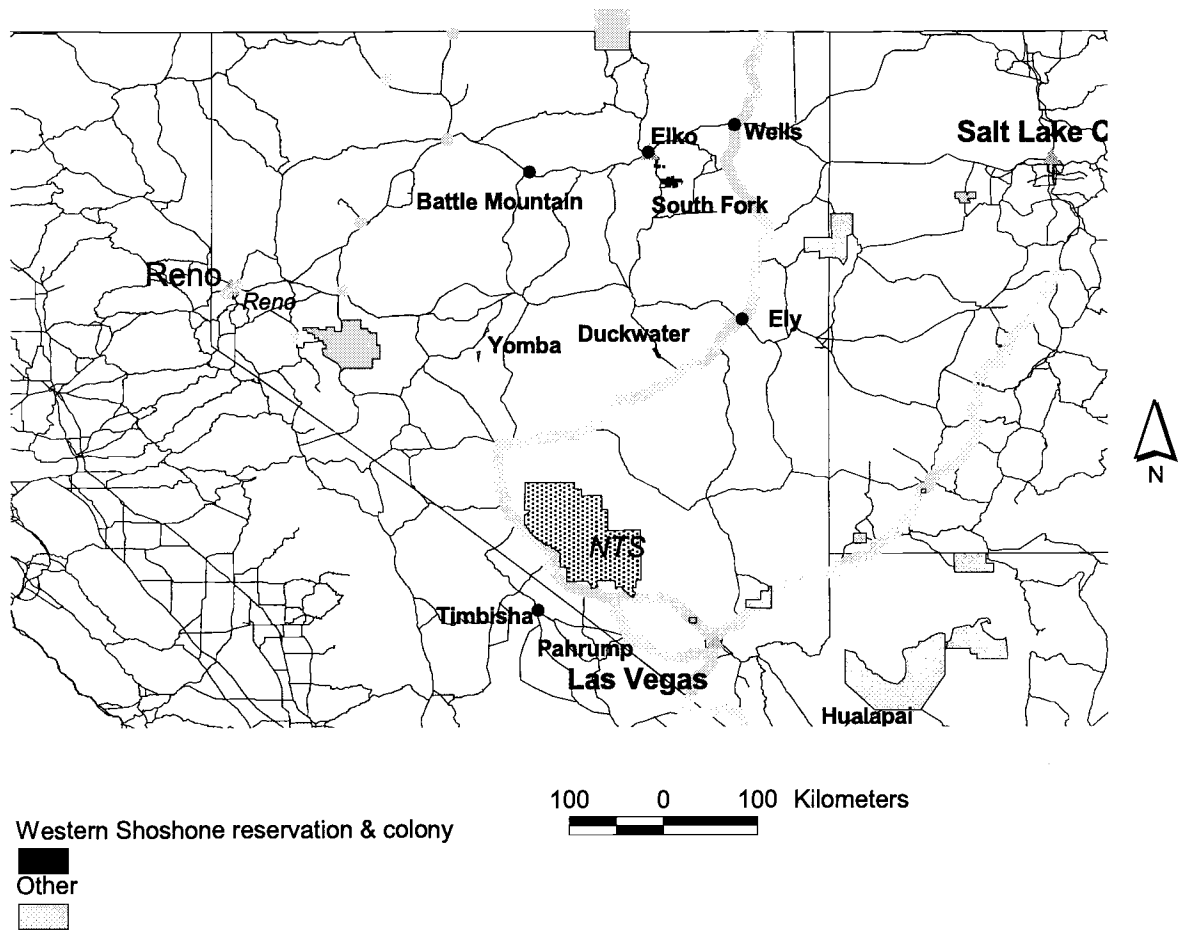 Elko
Wells
Salt Lake C
Battle Mountain
South Fork
Reno
Reno
Ely
Yomba
Duckwater
NTS
Timbisha
Pahrump
Las Vegas
Hualapai
N
100 0 100 Kilometers
Western Shoshone reservation & colony
Other